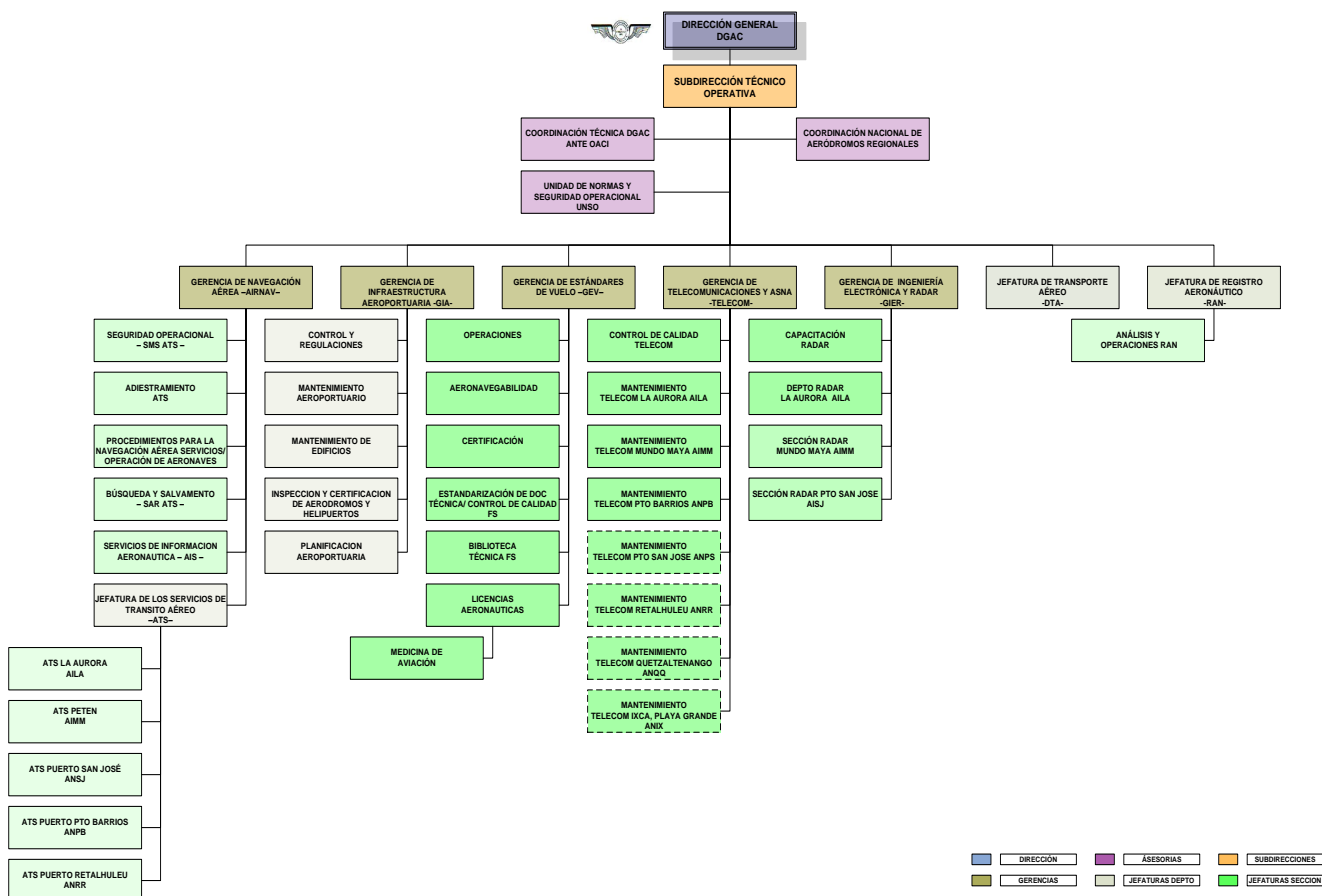 DIRECCIÓN GENERAL
DGAC
SUBDIRECCIÓN TÉCNICO
OPERATIVA
COORDINACIÓN TÉCNICA DGAC
ANTE OACI
COORDINACIÓN NACIONAL DE
AERÓDROMOS REGIONALES
UNIDAD DE NORMAS Y
SEGURIDAD OPERACIONAL
UNSO
GERENCIA DE NAVEGACIÓN
AÉREA –AIRNAV–
GERENCIA DE
INFRAESTRUCTURA
AEROPORTUARIA -GIA-
GERENCIA DE ESTÁNDARES
DE VUELO –GEV–
GERENCIA DE
TELECOMUNICACIONES Y ASNA
-TELECOM-
GERENCIA DE INGENIERÍA
ELECTRÓNICA Y RADAR
-GIER-
JEFATURA DE TRANSPORTE
AÉREO
-DTA-
JEFATURA DE REGISTRO
AERONÁUTICO
-RAN-
SEGURIDAD OPERACIONAL
– SMS ATS –
ADIESTRAMIENTO
ATS
PROCEDIMIENTOS PARA LA
NAVEGACIÓN AÉREA SERVICIOS/
OPERACIÓN DE AERONAVES
BÚSQUEDA Y SALVAMENTO
– SAR ATS –
SERVICIOS DE INFORMACION
AERONAUTICA – AIS –
JEFATURA DE LOS SERVICIOS DE
TRANSITO AÉREO
–ATS–
ATS LA AURORA
AILA
ATS PETEN
AIMM
ATS PUERTO SAN JOSÉ
ANSJ
ATS PUERTO PTO BARRIOS
ANPB
ATS PUERTO RETALHULEU
ANRR
CONTROL Y
REGULACIONES
MANTENIMIENTO
AEROPORTUARIO
MANTENIMIENTO DE
EDIFICIOS
INSPECCION Y CERTIFICACION
DE AERODROMOS Y
HELIPUERTOS
PLANIFICACION
AEROPORTUARIA
OPERACIONES
AERONAVEGABILIDAD
CERTIFICACIÓN
ESTANDARIZACIÓN DE DOC
TÉCNICA/ CONTROL DE CALIDAD
FS
BIBLIOTECA
TÉCNICA FS
LICENCIAS
AERONAUTICAS
MEDICINA DE
AVIACIÓN
CONTROL DE CALIDAD
TELECOM
MANTENIMIENTO
TELECOM LA AURORA AILA
MANTENIMIENTO
TELECOM MUNDO MAYA AIMM
MANTENIMIENTO
TELECOM PTO BARRIOS ANPB
MANTENIMIENTO
TELECOM PTO SAN JOSE ANPS
MANTENIMIENTO
TELECOM RETALHULEU ANRR
MANTENIMIENTO
TELECOM QUETZALTENANGO
ANQQ
MANTENIMIENTO
TELECOM IXCA, PLAYA GRANDE
ANIX
CAPACITACIÓN
RADAR
DEPTO RADAR
LA AURORA AILA
SECCIÓN RADAR
MUNDO MAYA AIMM
SECCIÓN RADAR PTO SAN JOSE
AISJ
ANÁLISIS Y
OPERACIONES RAN
DIRECCIÓN
ÁSESORIAS
SUBDIRECCIONES
GERENCIAS
JEFATURAS DEPTO
JEFATURAS SECCION